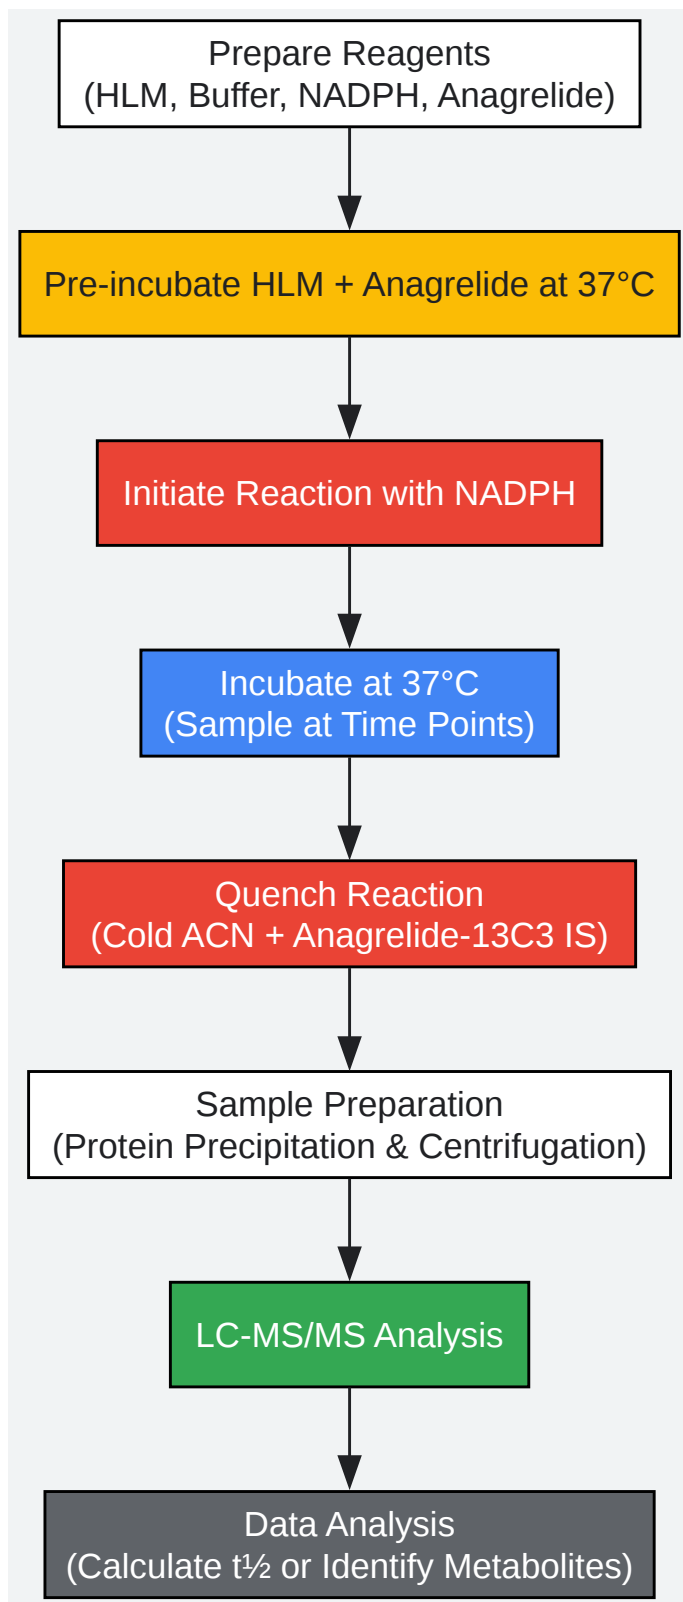 Prepare Reagents
(HLM, Buffer, NADPH, Anagrelide)
Pre-incubate HLM + Anagrelide at 37°C
Initiate Reaction with NADPH
Incubate at 37°C
(Sample at Time Points)
Quench Reaction
(Cold ACN + Anagrelide-13C3 IS)
Sample Preparation
(Protein Precipitation & Centrifugation)
LC-MS/MS Analysis
Data Analysis
(Calculate t½ or Identify Metabolites)